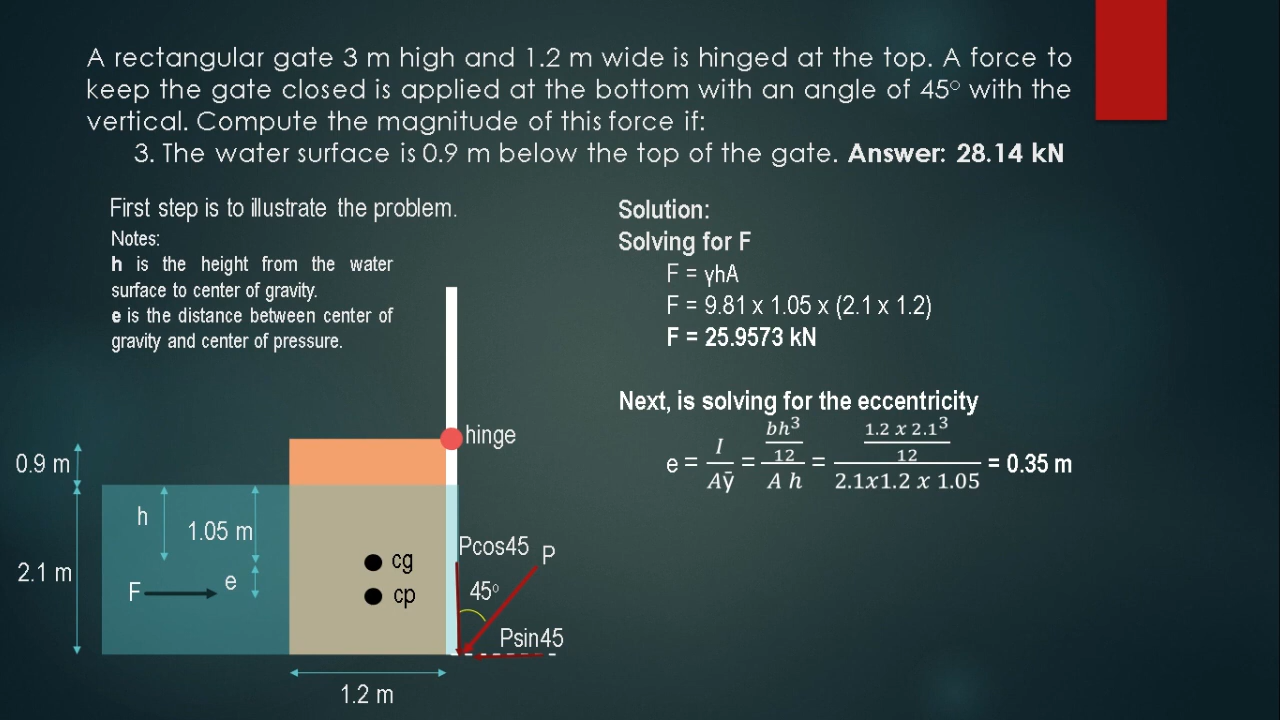 A rectangular gate 3 m high and 1.2 m wide is hinged at the top. A force to
keep the gate closed is applied at the bottom with an angle of 45° with the
vertical. Compute the magnitude of this force if:
3. The water surface is 0.9 m below the top of the gate. Answer: 28.14 kN
First step is to illustrate the problem.
Notes:
h is the height from the water
surface to center of gravity.
e is the distance between center of
gravity and center of pressure.
hinge
0.9 m
h
1.05 m
2.1 m
F
e
cg
cp
Pcos45
P
45°
Psin45
1.2 m
Solution:
Solving for F
F = γhA
F = 9.81 x 1.05 x (2.1 x 1.2)
F = 25.9573 kN
Next, is solving for the eccentricity
e = I / Aȳ = (bh³ / 12) / A h = (1.2 x 2.1³ / 12) / 2.1x1.2 x 1.05 = 0.35 m